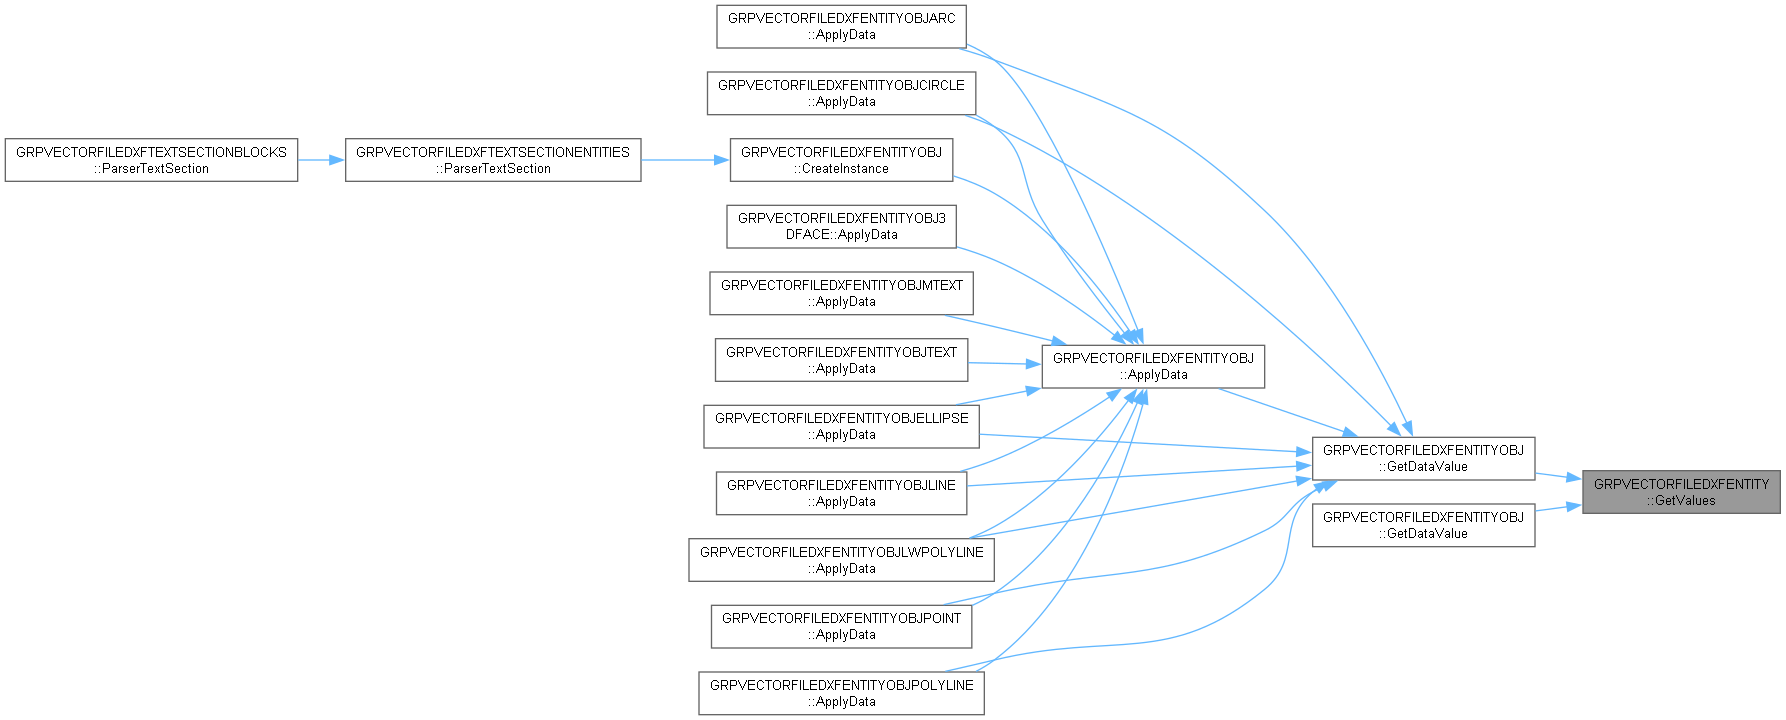 GRPVECTORFILEDXFENTITYOBJARC
::ApplyData
GRPVECTORFILEDXFENTITYOBJCIRCLE
::ApplyData
GRPVECTORFILEDXFTEXTSECTIONBLOCKS
::ParserTextSection
GRPVECTORFILEDXFTEXTSECTIONENTITIES
::ParserTextSection
GRPVECTORFILEDXFENTITYOBJ
::CreateInstance
GRPVECTORFILEDXFENTITYOBJ3
DFACE::ApplyData
GRPVECTORFILEDXFENTITYOBJMTEXT
::ApplyData
GRPVECTORFILEDXFENTITYOBJTEXT
::ApplyData
GRPVECTORFILEDXFENTITYOBJ
::ApplyData
GRPVECTORFILEDXFENTITYOBJELLIPSE
::ApplyData
GRPVECTORFILEDXFENTITYOBJ
::GetDataValue
GRPVECTORFILEDXFENTITYOBJLINE
::ApplyData
GRPVECTORFILEDXFENTITY
::GetValues
GRPVECTORFILEDXFENTITYOBJ
::GetDataValue
GRPVECTORFILEDXFENTITYOBJLWPOLYLINE
::ApplyData
GRPVECTORFILEDXFENTITYOBJPOINT
::ApplyData
GRPVECTORFILEDXFENTITYOBJPOLYLINE
::ApplyData